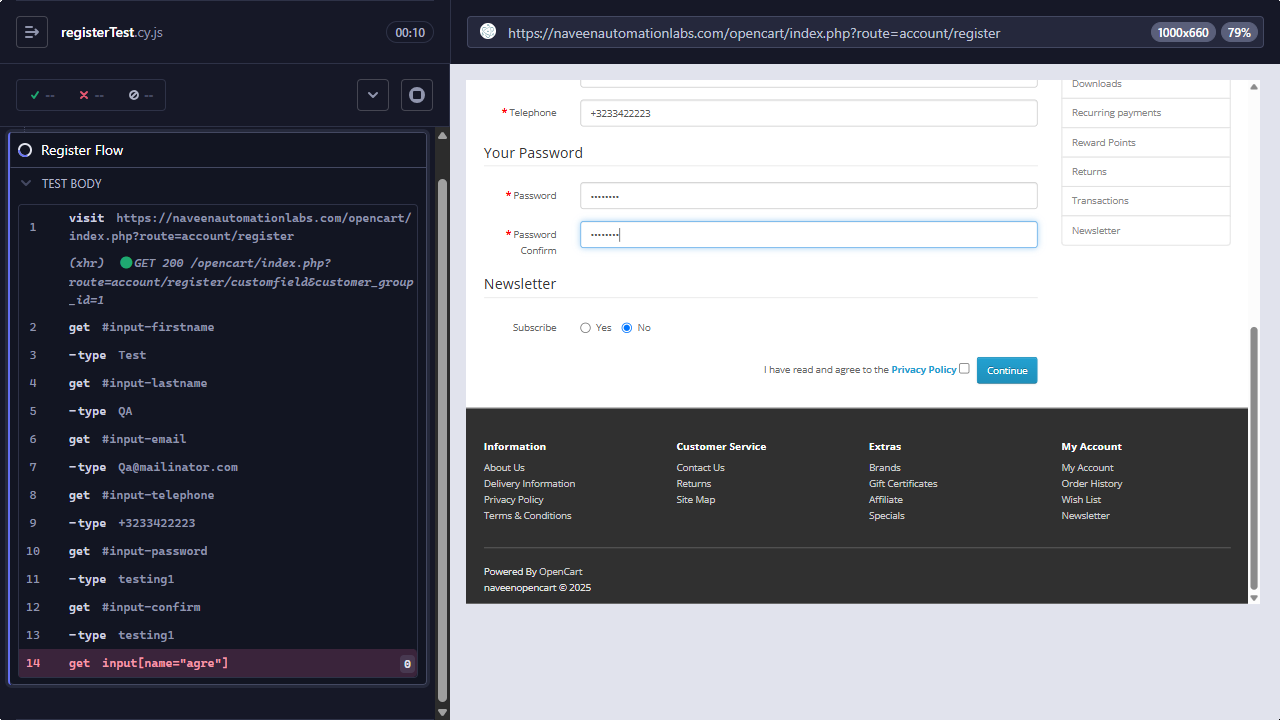 registerTest.cy.js
00:10
-- -- --
Register Flow
TEST BODY
1 visit https://naveenautomationlabs.com/opencart/
index.php?route=account/register
(xhr) GET 200 /opencart/index.php?
route=account/register/customfield&customer_group
_id=1
2 get #input-firstname
3 -type Test
4 get #input-lastname
5 -type QA
6 get #input-email
7 -type Qa@mailinator.com
8 get #input-telephone
9 -type +3233422223
10 get #input-password
11 -type testing1
12 get #input-confirm
13 -type testing1
14 get input[name="agre"] 0
https://naveenautomationlabs.com/opencart/index.php?route=account/register
1000x660 79%
* Telephone +3233422223
Your Password
* Password ••••••••
* Password
Confirm ••••••••
Newsletter
Subscribe Yes No
I have read and agree to the Privacy Policy Continue
Downloads
Recurring payments
Reward Points
Returns
Transactions
Newsletter
Information
About Us
Delivery Information
Privacy Policy
Terms & Conditions
Customer Service
Contact Us
Returns
Site Map
Extras
Brands
Gift Certificates
Affiliate
Specials
My Account
My Account
Order History
Wish List
Newsletter
Powered By OpenCart
naveenopencart © 2025